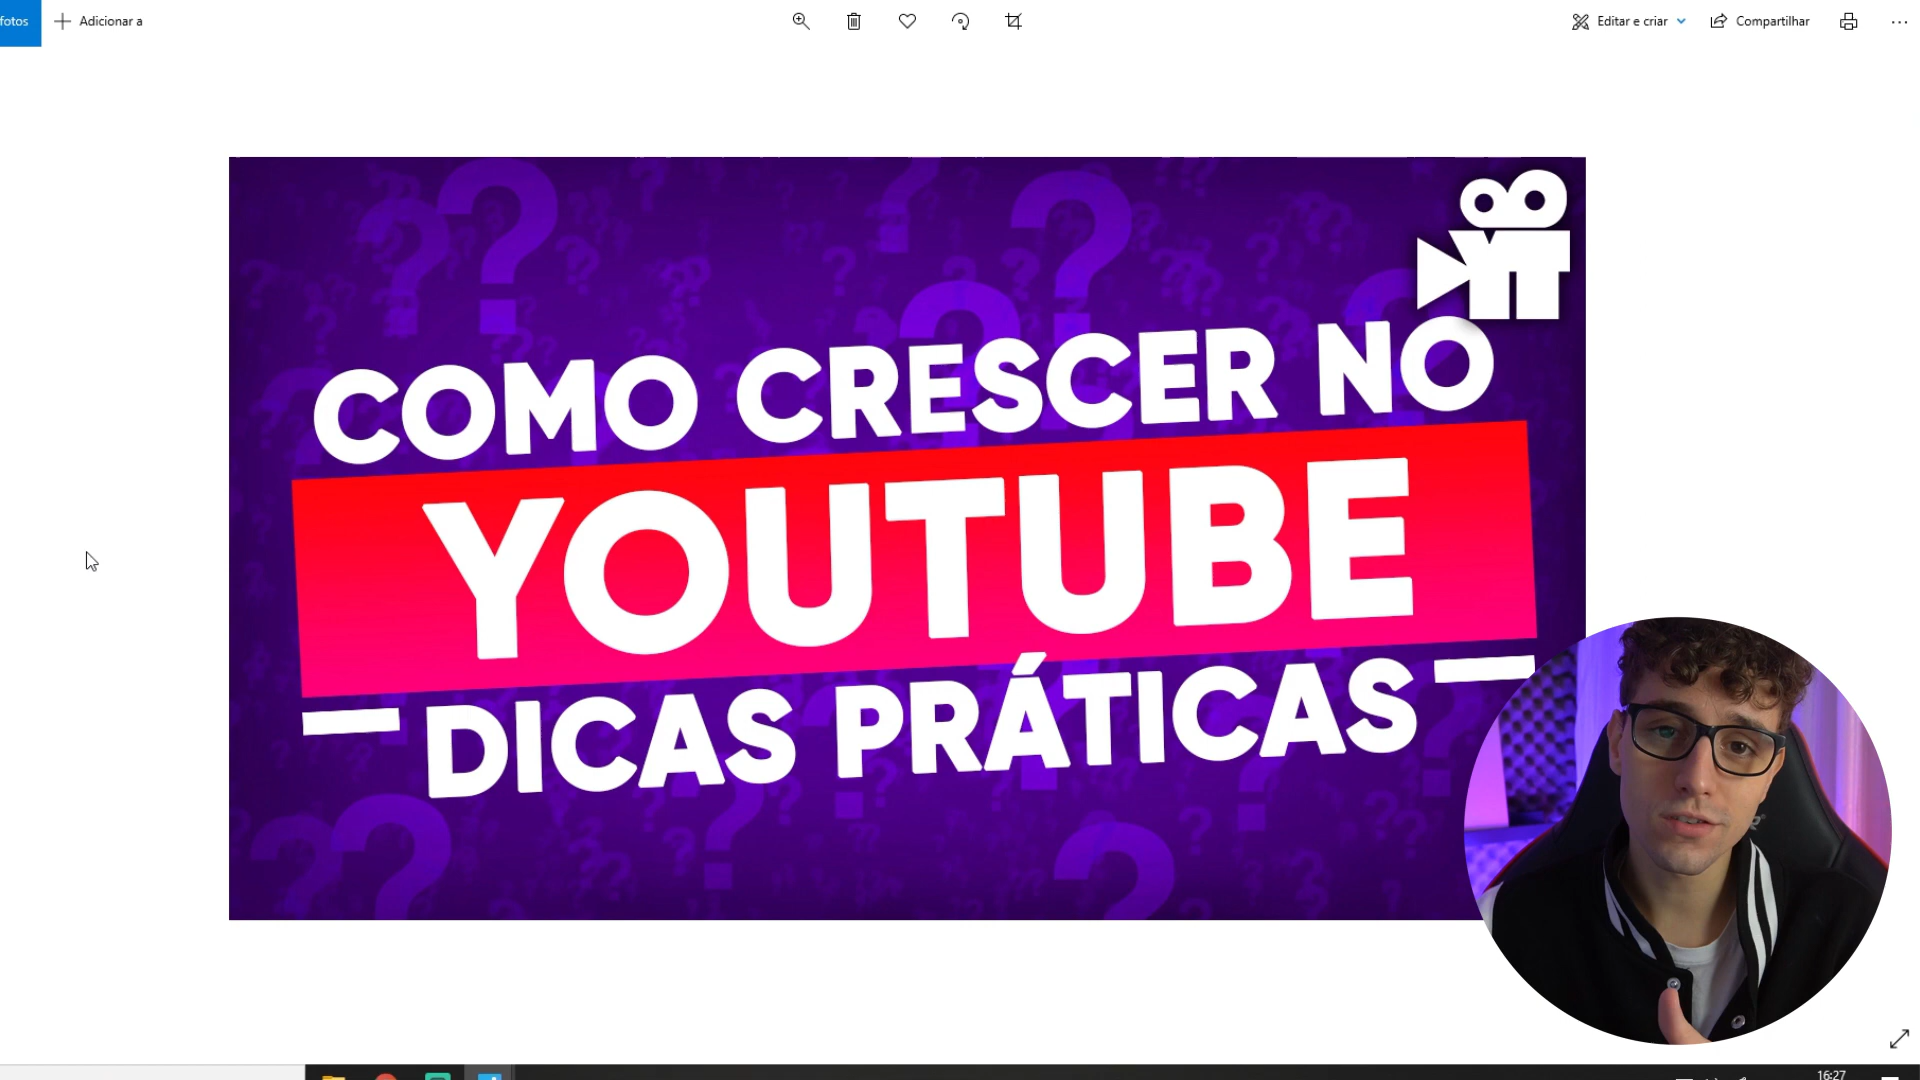 fotos
Adicionar a
Editar e criar
Compartilhar
COMO CRESCER NO
YOUTUBE
DICAS PRÁTICAS
16:27